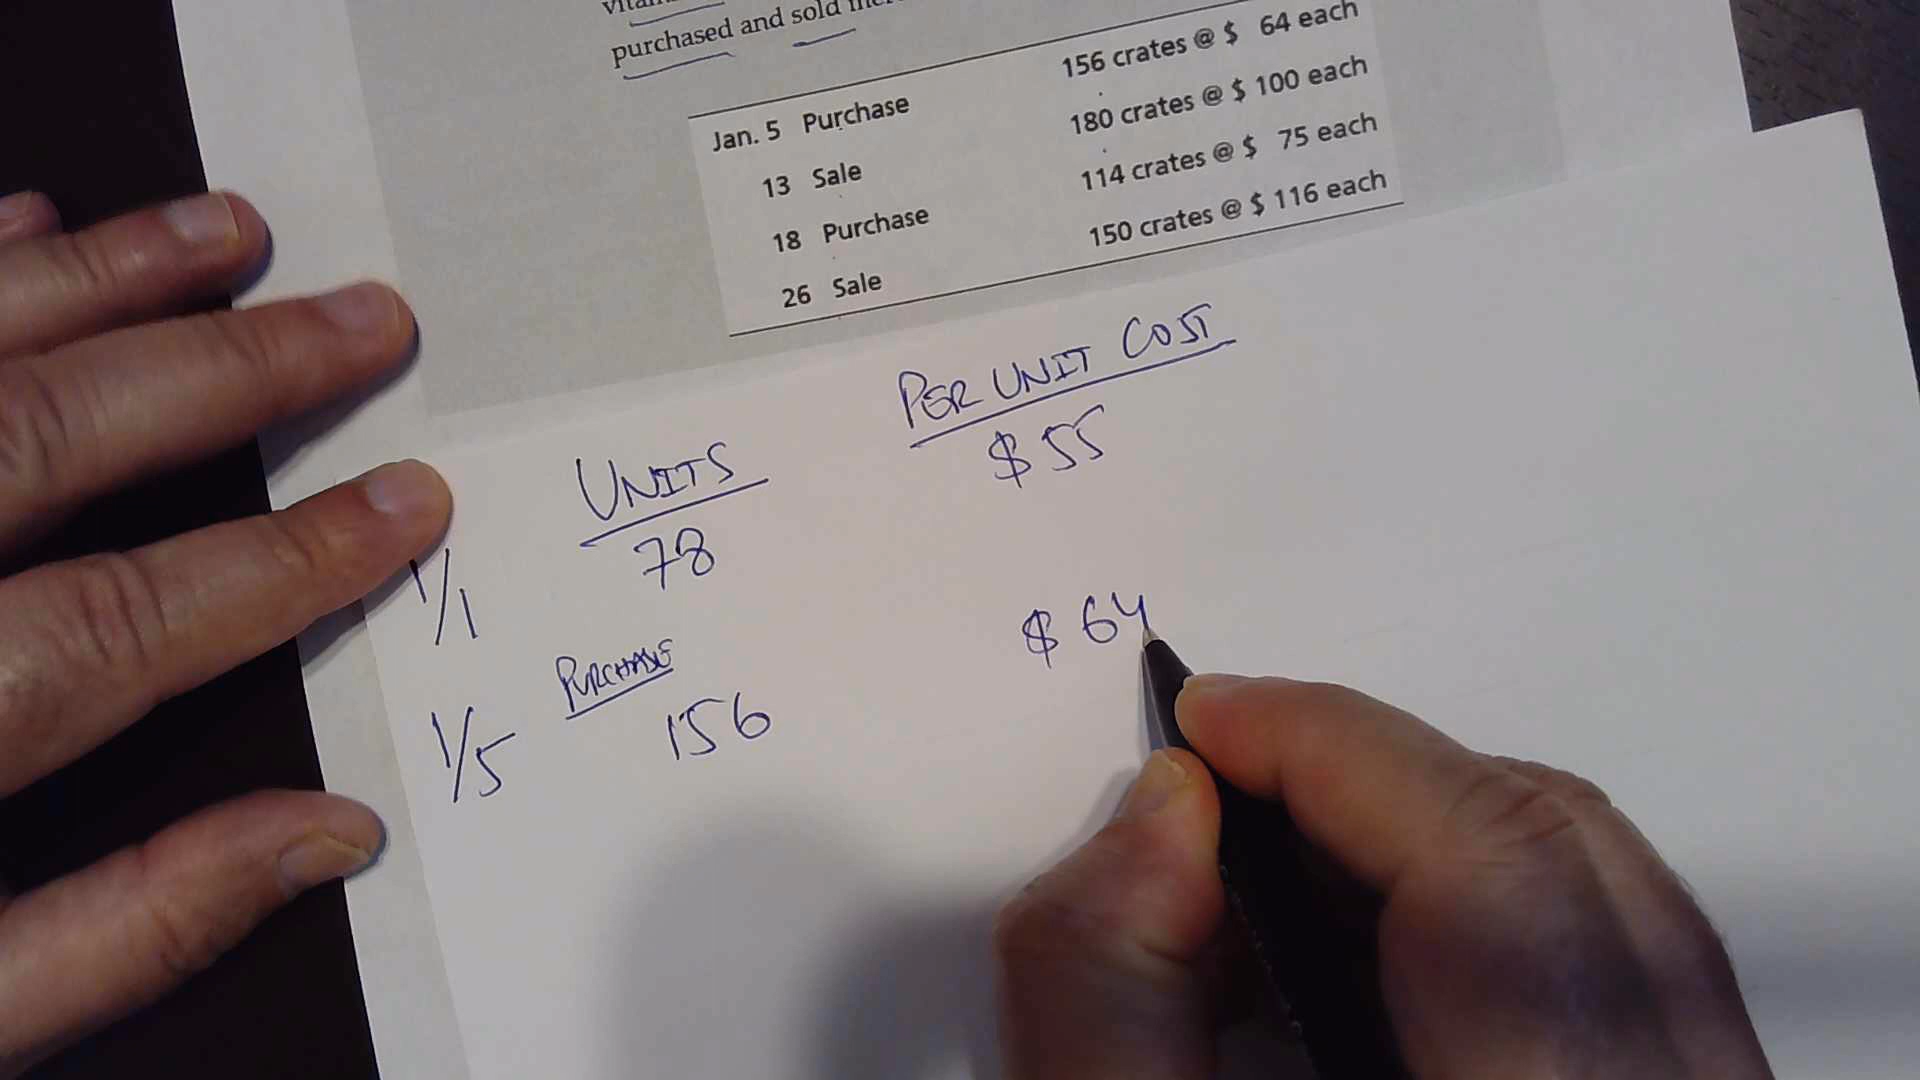 purchased and sold
Jan. 5 Purchase 156 crates @ $ 64 each
13 Sale 180 crates @ $ 100 each
18 Purchase 114 crates @ $ 75 each
26 Sale 150 crates @ $ 116 each
UNITS PER UNIT COST
1/1 78 $55
PURCHASE
1/5 156 $64